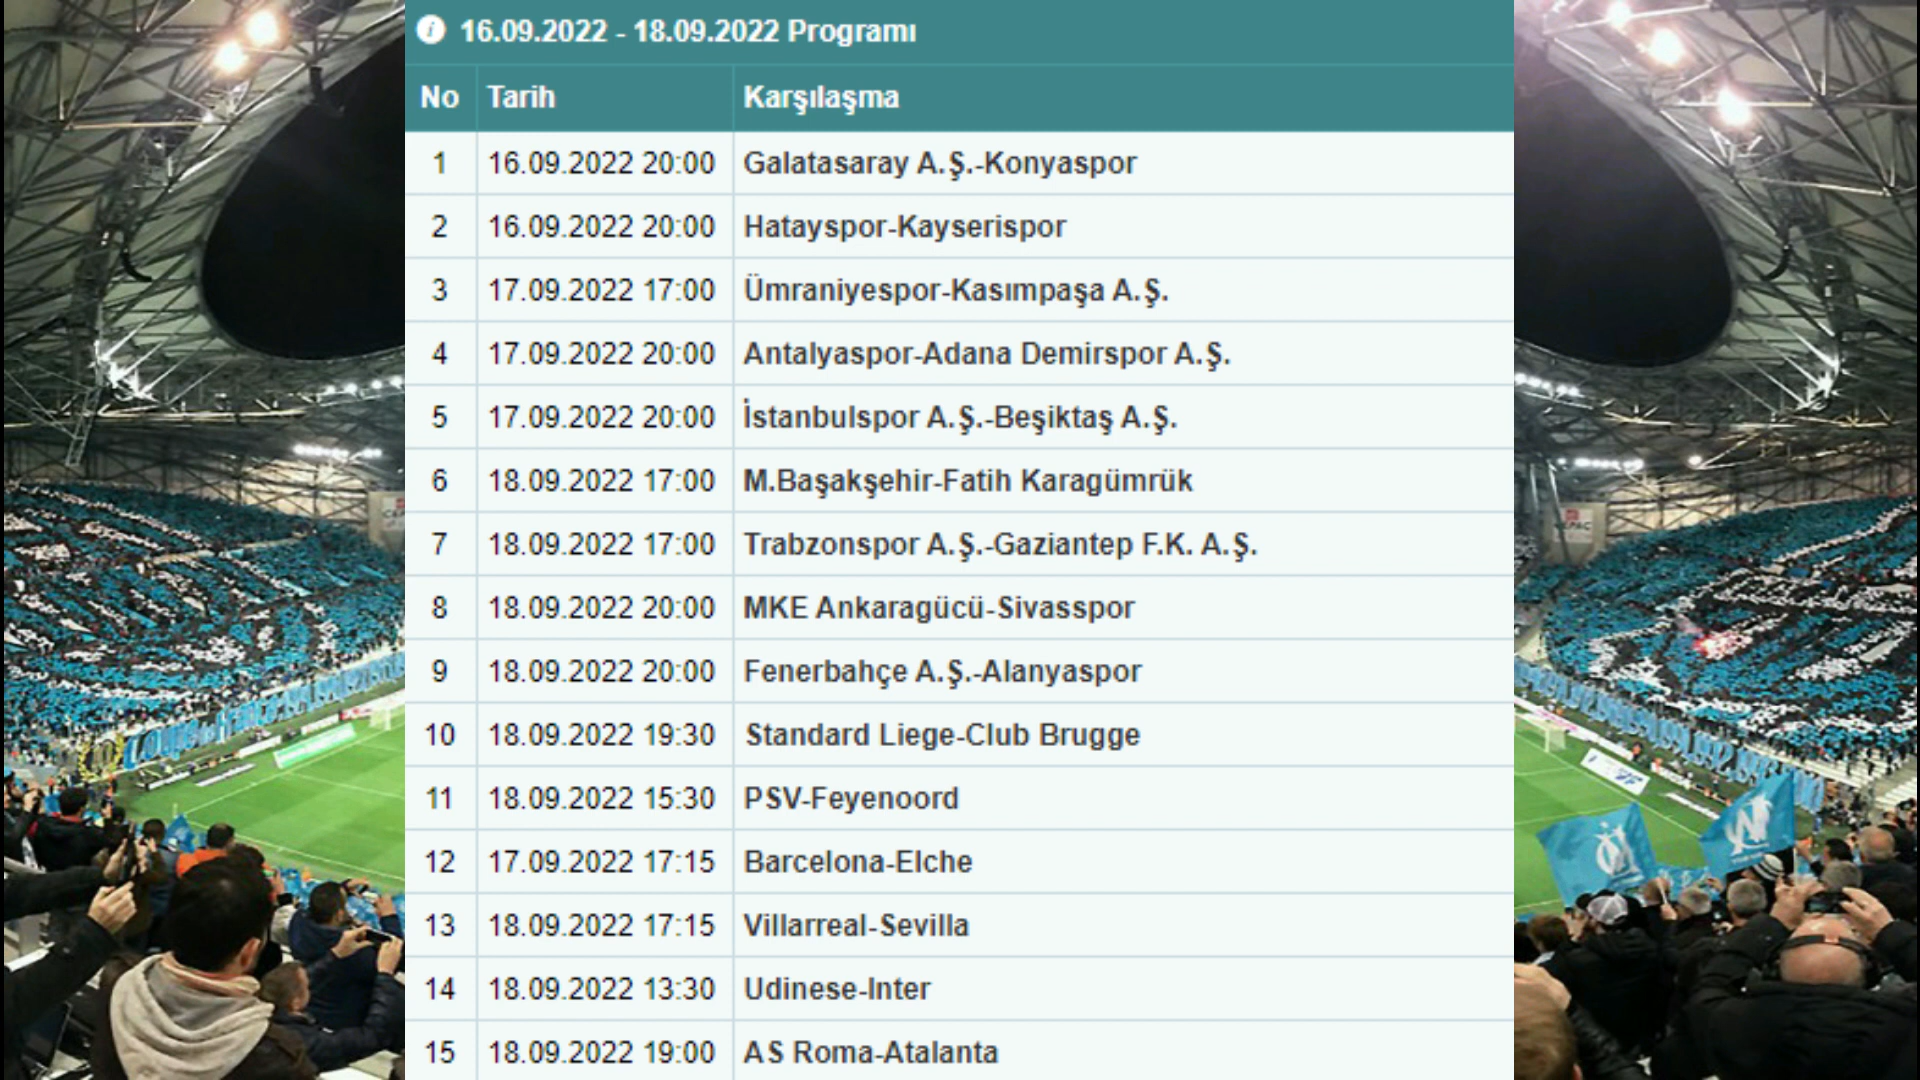 16.09.2022 - 18.09.2022 Programı
No Tarih Karşılaşma
1 16.09.2022 20:00 Galatasaray A.Ş.-Konyaspor
2 16.09.2022 20:00 Hatayspor-Kayserispor
3 17.09.2022 17:00 Ümraniyespor-Kasımpaşa A.Ş.
4 17.09.2022 20:00 Antalyaspor-Adana Demirspor A.Ş.
5 17.09.2022 20:00 İstanbulspor A.Ş.-Beşiktaş A.Ş.
6 18.09.2022 17:00 M.Başakşehir-Fatih Karagümrük
7 18.09.2022 17:00 Trabzonspor A.Ş.-Gaziantep F.K. A.Ş.
8 18.09.2022 20:00 MKE Ankaragücü-Sivasspor
9 18.09.2022 20:00 Fenerbahçe A.Ş.-Alanyaspor
10 18.09.2022 19:30 Standard Liege-Club Brugge
11 18.09.2022 15:30 PSV-Feyenoord
12 17.09.2022 17:15 Barcelona-Elche
13 18.09.2022 17:15 Villarreal-Sevilla
14 18.09.2022 13:30 Udinese-Inter
15 18.09.2022 19:00 AS Roma-Atalanta